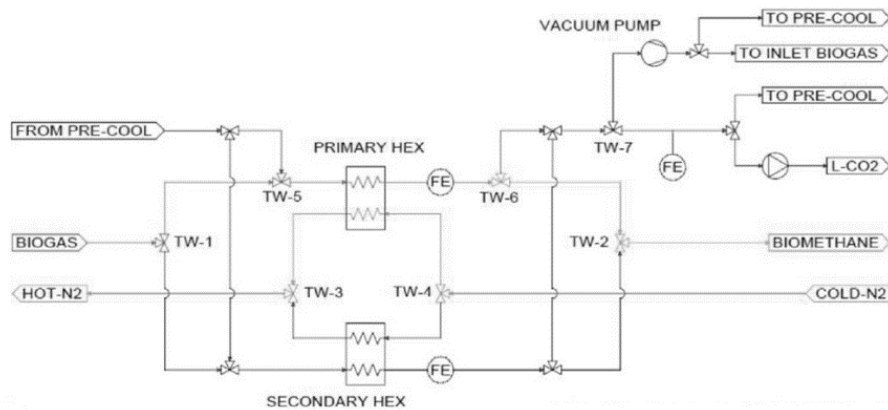 TO PRE-COOL
VACUUM PUMP
TO INLET BIOGAS
TO PRE-COOL
FROM PRE-COOL
PRIMARY HEX
TW-7
FE
L-CO2
FE
TW-5
TW-6
BIOGAS
TW-1
TW-2
BIOMETHANE
HOT-N2
TW-3
TW-4
COLD-N2
FE
SECONDARY HEX